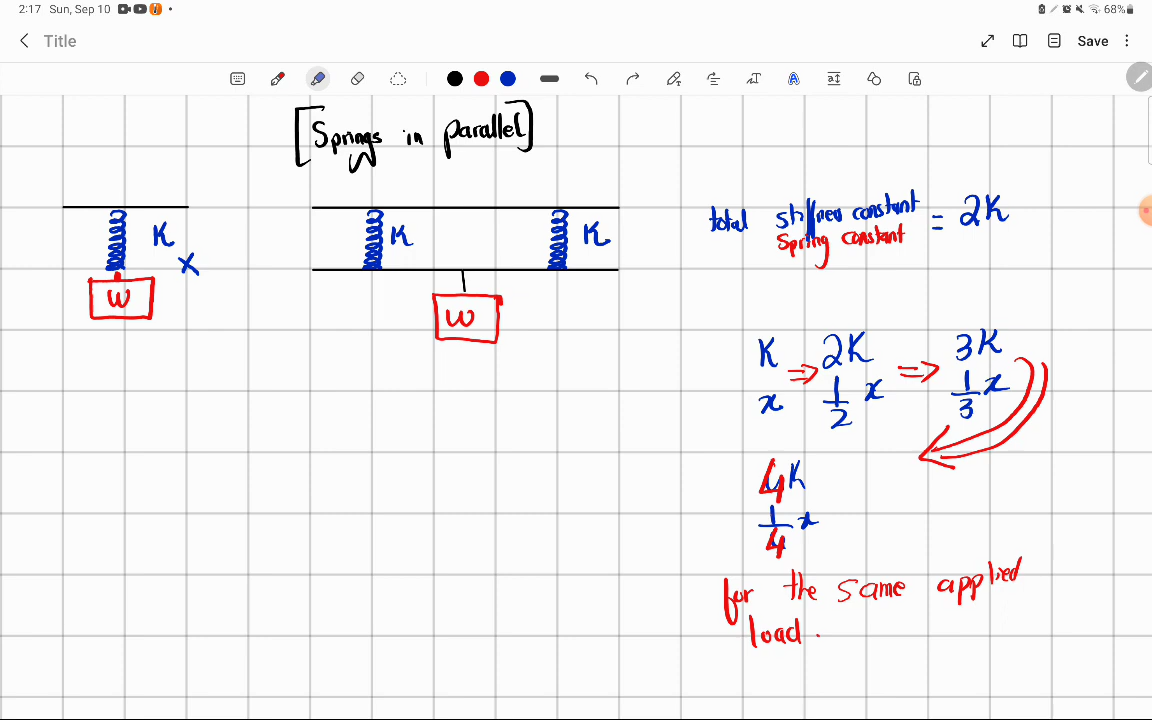 2:17 Sun, Sep 10
68%
Title
Save
[Springs in parallel]
K
x
W
K
K
W
total stiffness constant = 2K
Spring constant
K ⇒ 2K ⇒ 3K
x 1/2 x 1/3 x
4K
1/4 x
for the same applied
load.